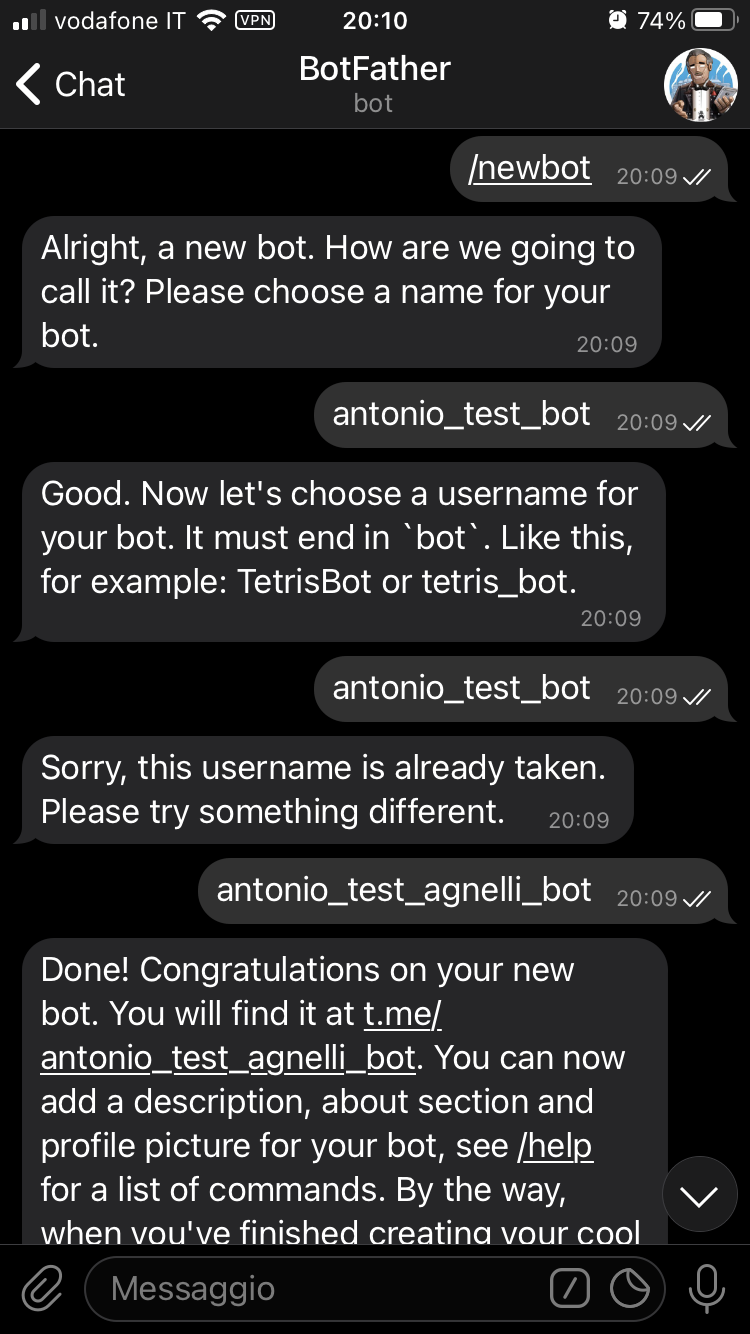 vodafone IT VPN 20:10 74%
Chat BotFather
bot
/newbot 20:09
Alright, a new bot. How are we going to
call it? Please choose a name for your
bot. 20:09
antonio_test_bot 20:09
Good. Now let's choose a username for
your bot. It must end in `bot`. Like this,
for example: TetrisBot or tetris_bot.
20:09
antonio_test_bot 20:09
Sorry, this username is already taken.
Please try something different. 20:09
antonio_test_agnelli_bot 20:09
Done! Congratulations on your new
bot. You will find it at t.me/
antonio_test_agnelli_bot. You can now
add a description, about section and
profile picture for your bot, see /help
for a list of commands. By the way,
when you've finished creating your cool
Messaggio